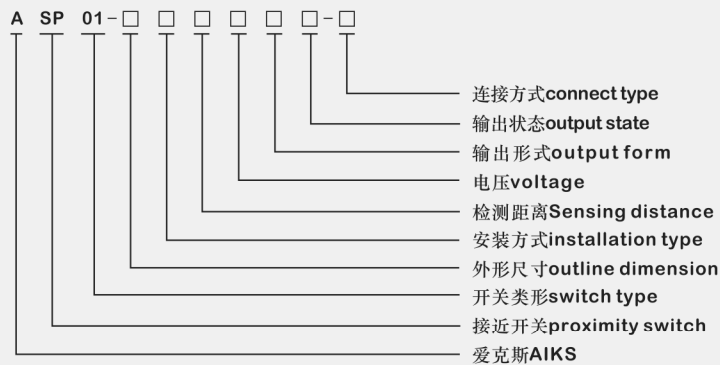 A SP 01-□ □ □ □ □ □-□
连接方式connect type
输出状态output state
输出形式output form
电压voltage
检测距离Sensing distance
安装方式installation type
外形尺寸outline dimension
开关类形switch type
接近开关proximity switch
爱克斯AIKS